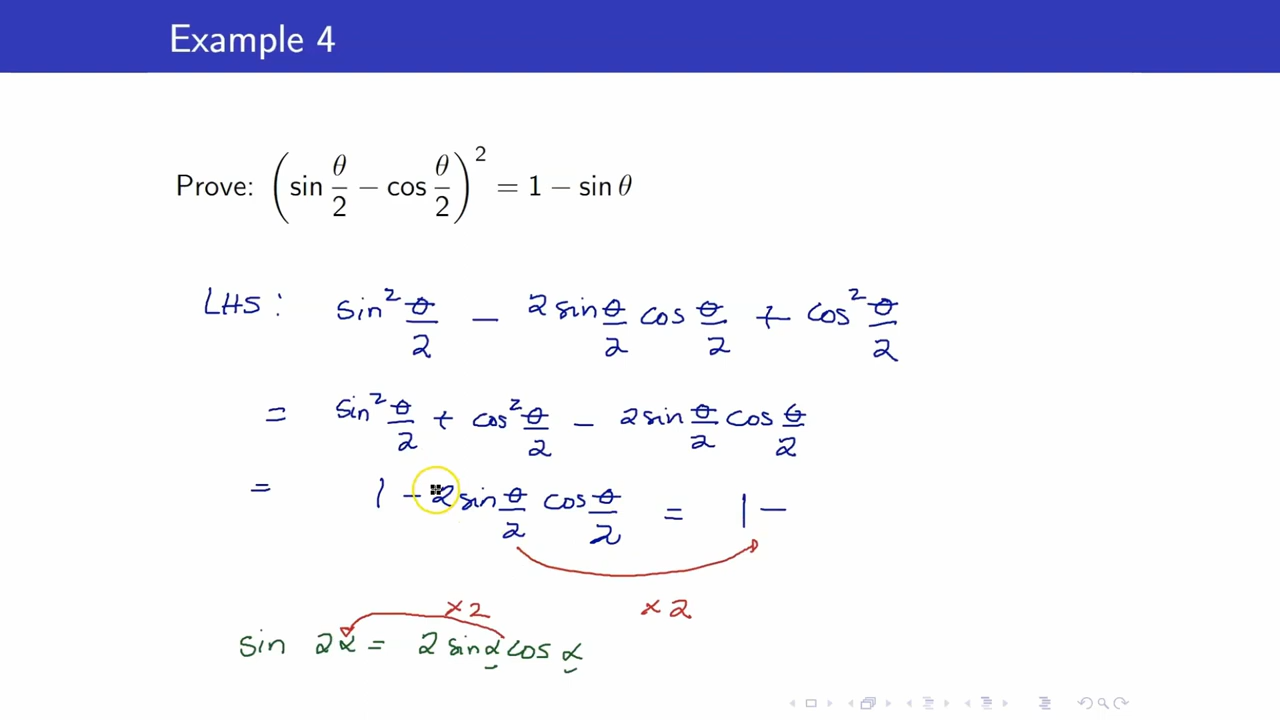 Example 4
Prove: (sin θ/2 − cos θ/2)² = 1 − sin θ
LHS: sin² θ/2 − 2 sin θ/2 cos θ/2 + cos² θ/2
= sin² θ/2 + cos² θ/2 − 2 sin θ/2 cos θ/2
= 1 − 2 sin θ/2 cos θ/2 = 1 −
×2 ×2
sin 2α = 2 sin α cos α